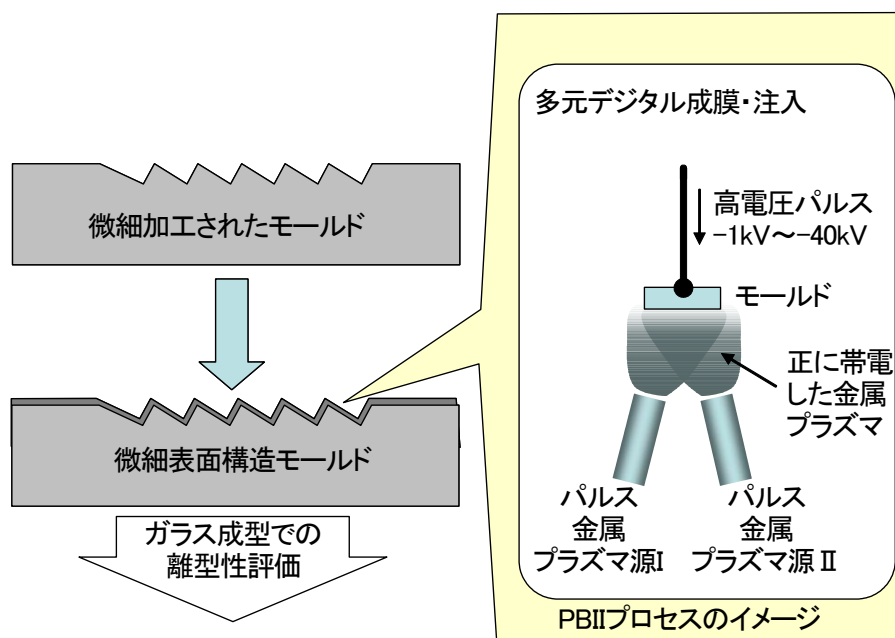 微細加工されたモールド
微細表面構造モールド
ガラス成型での
離型性評価
多元デジタル成膜・注入
高電圧パルス
-1kV～-40kV
モールド
正に帯電
した金属
プラズマ
パルス
金属
プラズマ源I
パルス
金属
プラズマ源Ⅱ
PBIIプロセスのイメージ